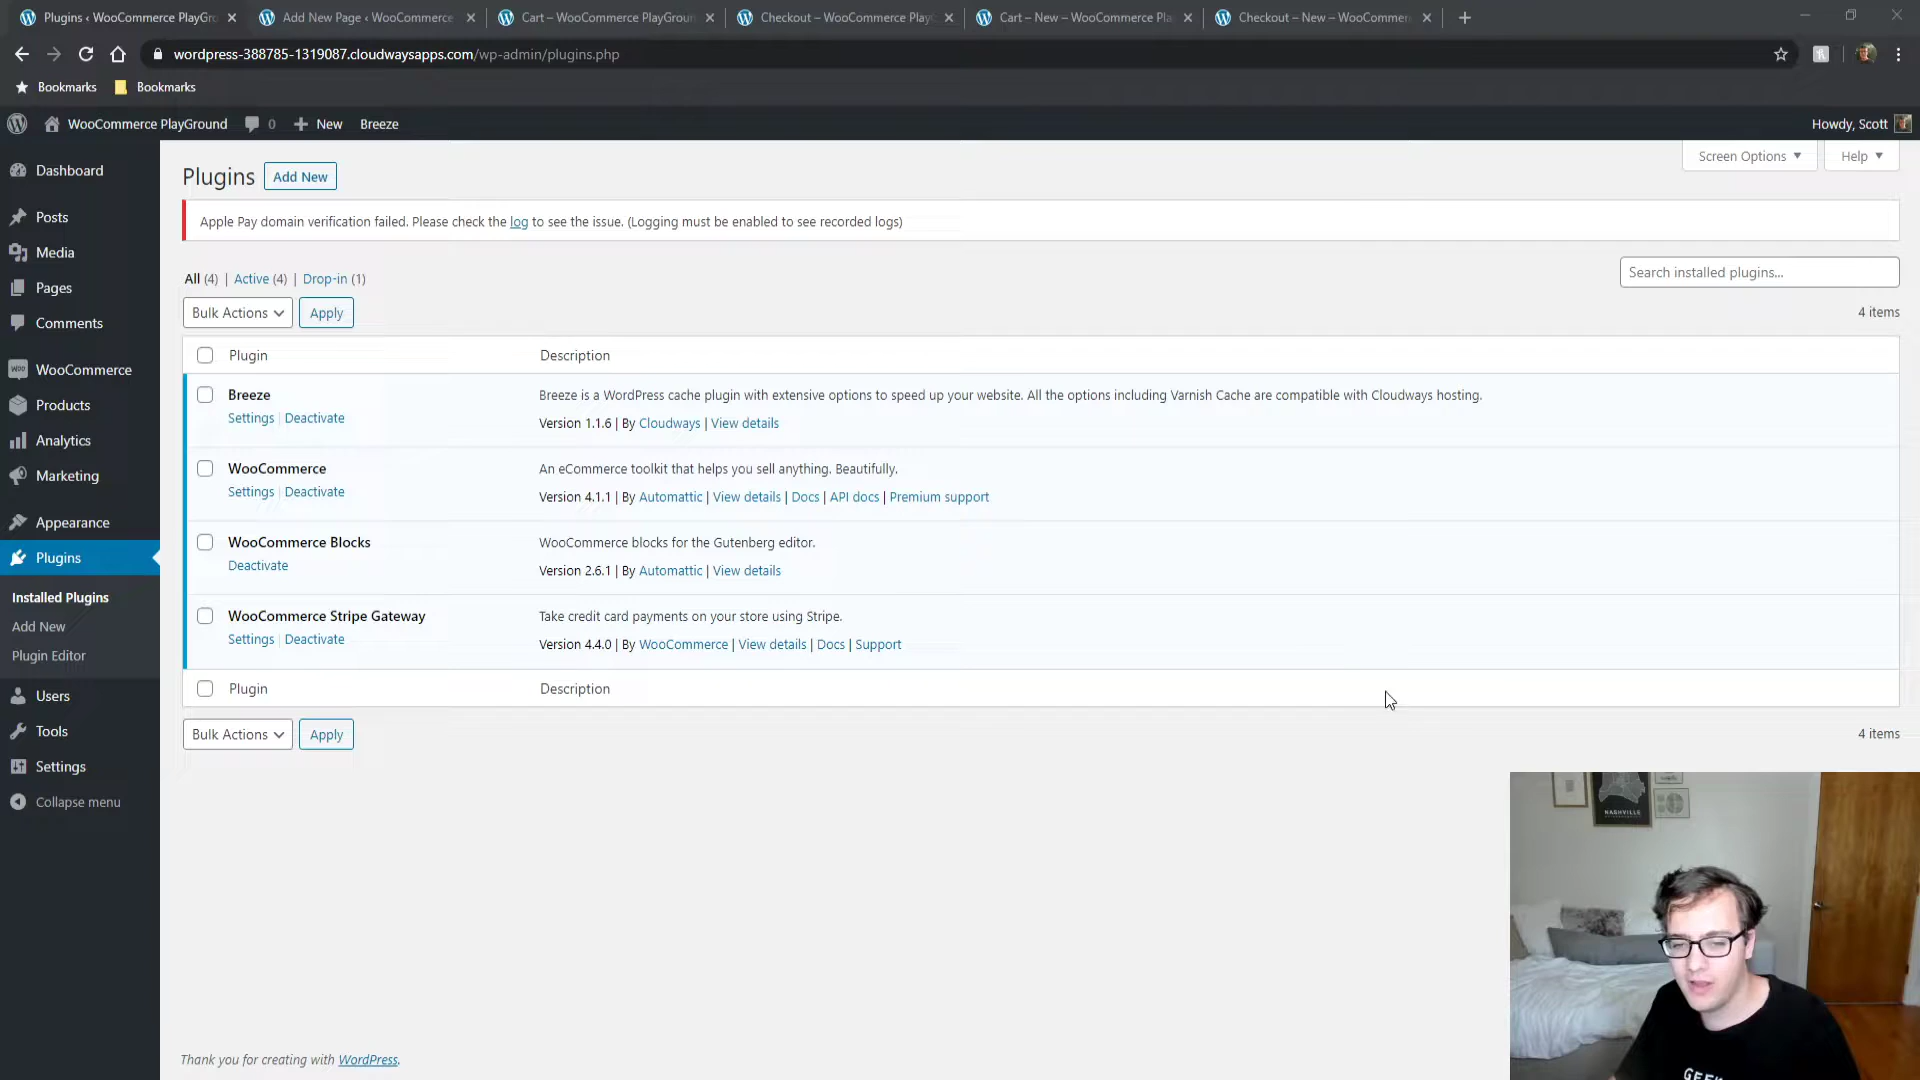 Plugins ‹ WooCommerce PlayGro
Add New Page ‹ WooCommerce
Cart – WooCommerce PlayGroun
Checkout – WooCommerce Play
Cart – New – WooCommerce Pla
Checkout – New – WooCommer
wordpress-388785-1319087.cloudwaysapps.com/wp-admin/plugins.php
Bookmarks
Bookmarks
WooCommerce PlayGround
0
New
Breeze
Howdy, Scott
Screen Options
Help
Dashboard
Posts
Media
Pages
Comments
WooCommerce
Products
Analytics
Marketing
Appearance
Plugins
Installed Plugins
Add New
Plugin Editor
Users
Tools
Settings
Collapse menu
Plugins
Add New
Apple Pay domain verification failed. Please check the log to see the issue. (Logging must be enabled to see recorded logs)
All (4) | Active (4) | Drop-in (1)
Search installed plugins...
Bulk Actions
Apply
4 items
Plugin
Description
Breeze
Settings | Deactivate
Breeze is a WordPress cache plugin with extensive options to speed up your website. All the options including Varnish Cache are compatible with Cloudways hosting.
Version 1.1.6 | By Cloudways | View details
WooCommerce
Settings | Deactivate
An eCommerce toolkit that helps you sell anything. Beautifully.
Version 4.1.1 | By Automattic | View details | Docs | API docs | Premium support
WooCommerce Blocks
Deactivate
WooCommerce blocks for the Gutenberg editor.
Version 2.6.1 | By Automattic | View details
WooCommerce Stripe Gateway
Settings | Deactivate
Take credit card payments on your store using Stripe.
Version 4.4.0 | By WooCommerce | View details | Docs | Support
Plugin
Description
Bulk Actions
Apply
4 items
NASHVILLE
Thank you for creating with WordPress.